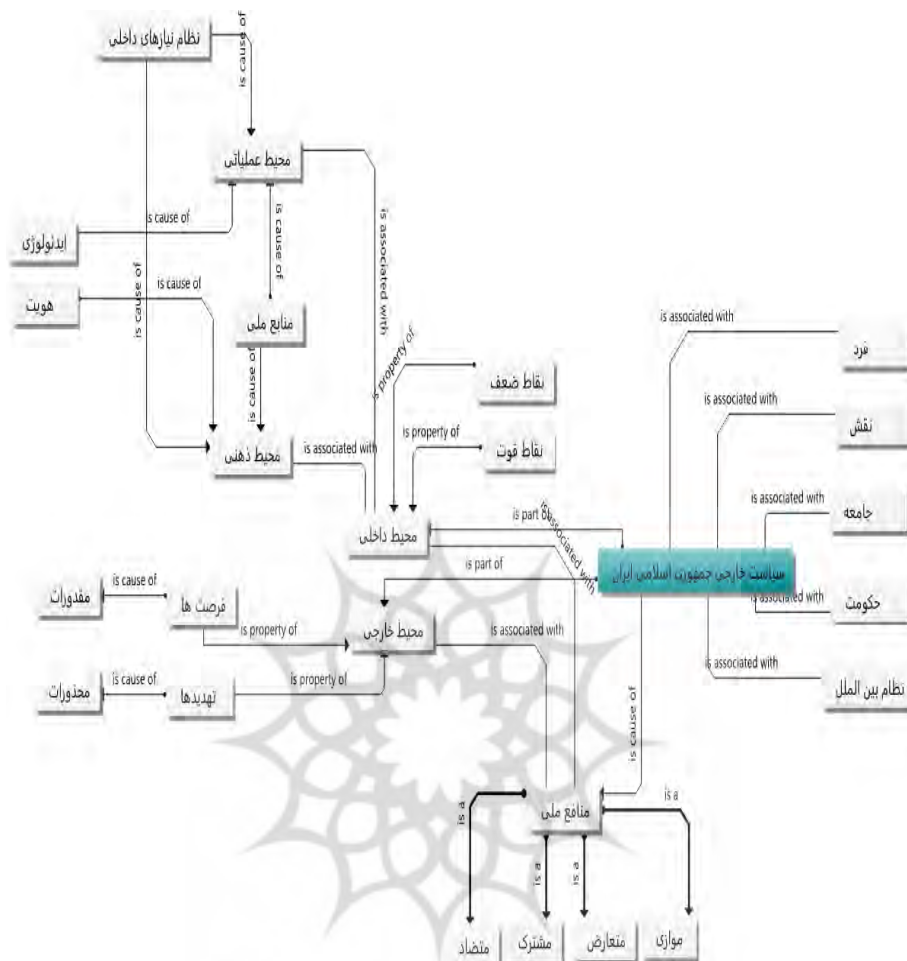 نظام نیازهای داخلی
is cause of
is cause of
محیط عملیاتی
is cause of
ایدئولوژی
is cause of
is associated with
is cause of
هویت
is cause of
منابع ملی
is cause of
محیط ذهنی
is associated with
is property of
نقاط ضعف
is property of
نقاط قوت
محیط داخلی
is part of
is associated with
سیاست خارجی جمهوری اسلامی ایران
is associated with
فرد
is associated with
نقش
is associated with
جامعه
is associated with
حکومت
is associated with
نظام بین الملل
is part of
مقدورات
is cause of
فرصت ها
is property of
محیط خارجی
is associated with
محذورات
is cause of
تهدیدها
is property of
is cause of
منافع ملی
is a
is a
is a
is a
متضاد
مشترک
متعارض
موازی